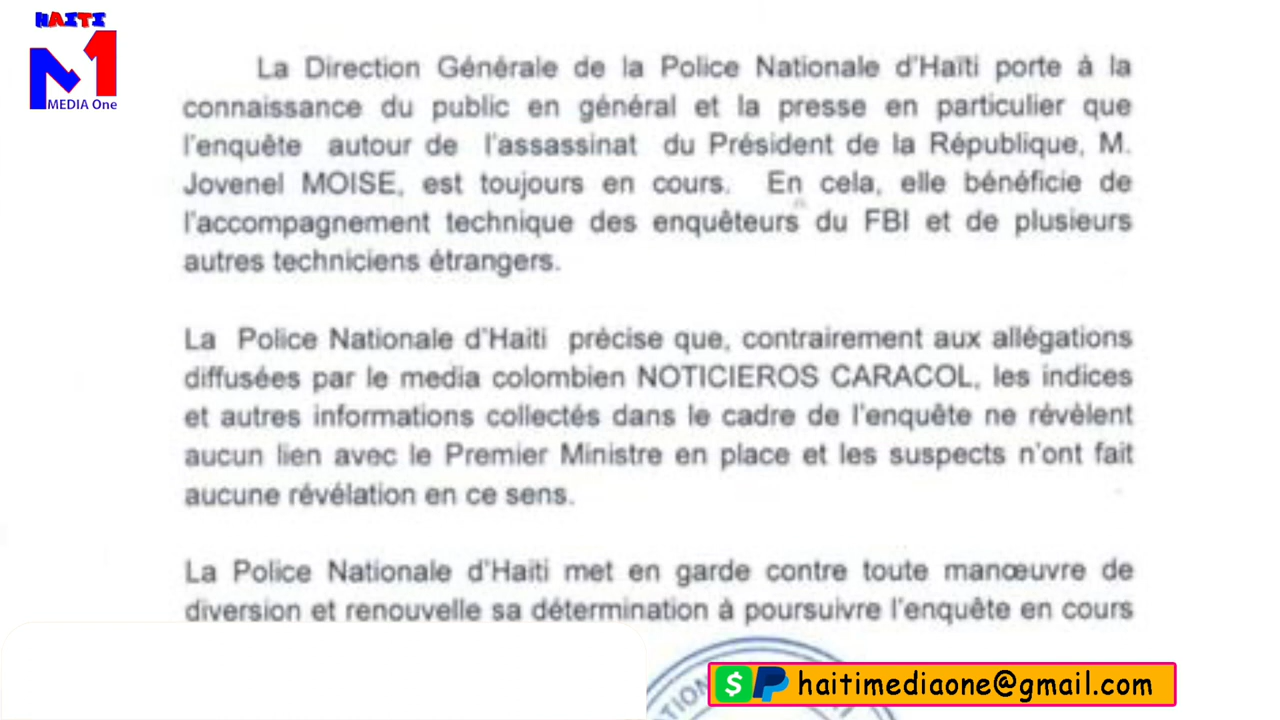 HAITI
M1
MEDIA One
La Direction Générale de la Police Nationale d'Haïti porte à la
connaissance du public en général et la presse en particulier que
l'enquête autour de l'assassinat du Président de la République, M.
Jovenel MOISE, est toujours en cours. En cela, elle bénéficie de
l'accompagnement technique des enquêteurs du FBI et de plusieurs
autres techniciens étrangers.
La Police Nationale d'Haiti précise que, contrairement aux allégations
diffusées par le media colombien NOTICIEROS CARACOL, les indices
et autres informations collectés dans le cadre de l'enquête ne révèlent
aucun lien avec le Premier Ministre en place et les suspects n'ont fait
aucune révélation en ce sens.
La Police Nationale d'Haiti met en garde contre toute manœuvre de
diversion et renouvelle sa détermination à poursuivre l'enquête en cours
$ haitimediaone@gmail.com